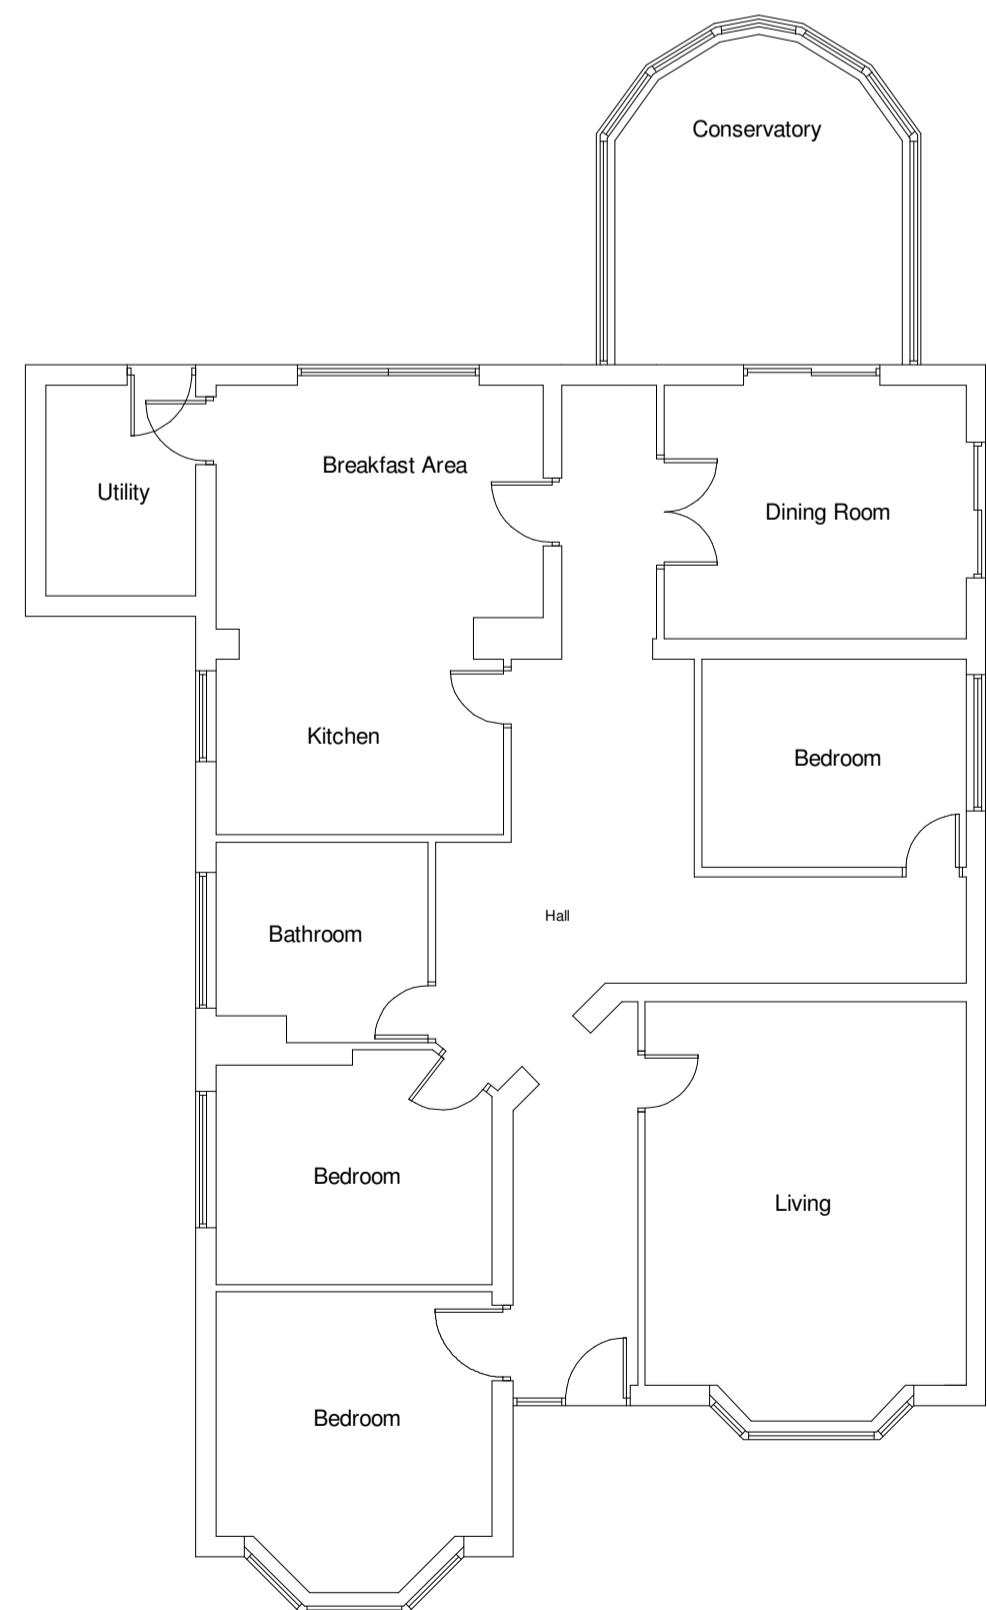 Conservatory
Breakfast Area
Utility
Dining Room
Kitchen
Bedroom
Hall
Bathroom
Bedroom
Living
Bedroom